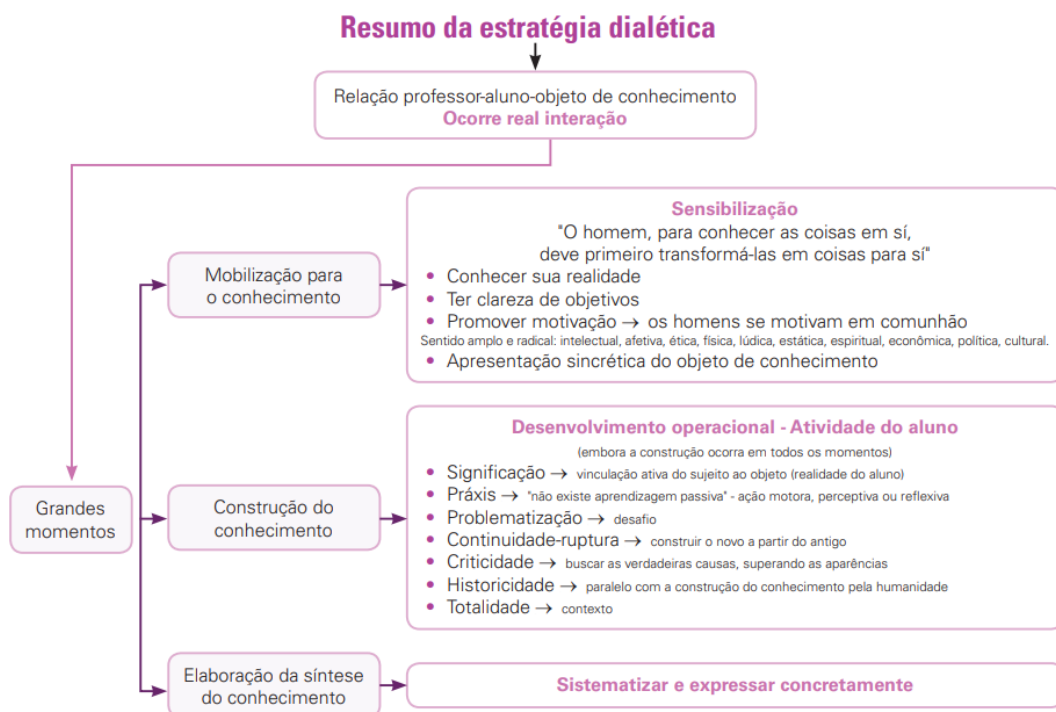 Resumo da estratégia dialética
Relação professor-aluno-objeto de conhecimento
Ocorre real interação
Grandes
momentos
Mobilização para
o conhecimento
Sensibilização
"O homem, para conhecer as coisas em sí,
deve primeiro transformá-las em coisas para sí"
• Conhecer sua realidade
• Ter clareza de objetivos
• Promover motivação → os homens se motivam em comunhão
Sentido amplo e radical: intelectual, afetiva, ética, física, lúdica, estática, espiritual, econômica, política, cultural.
• Apresentação sincrética do objeto de conhecimento
Construção do
conhecimento
Desenvolvimento operacional - Atividade do aluno
(embora a construção ocorra em todos os momentos)
• Significação → vinculação ativa do sujeito ao objeto (realidade do aluno)
• Práxis → "não existe aprendizagem passiva" - ação motora, perceptiva ou reflexiva
• Problematização → desafio
• Continuidade-ruptura → construir o novo a partir do antigo
• Criticidade → buscar as verdadeiras causas, superando as aparências
• Historicidade → paralelo com a construção do conhecimento pela humanidade
• Totalidade → contexto
Elaboração da síntese
do conhecimento
Sistematizar e expressar concretamente